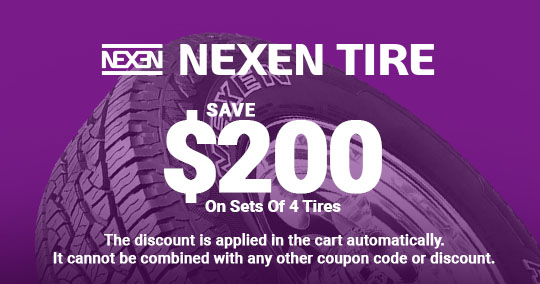 NEXEN NEXEN TIRE
NEXEN
SAVE
$200
On Sets Of 4 Tires
The discount is applied in the cart automatically.
It cannot be combined with any other coupon code or discount.